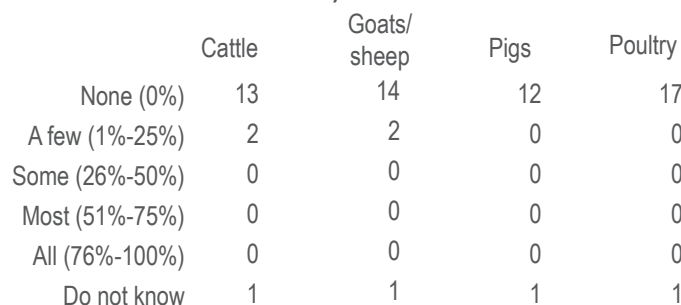 Cattle Goats/ sheep Pigs Poultry
None (0%) 13 14 12 17
A few (1%-25%) 2 2 0 0
Some (26%-50%) 0 0 0 0
Most (51%-75%) 0 0 0 0
All (76%-100%) 0 0 0 0
Do not know 1 1 1 1